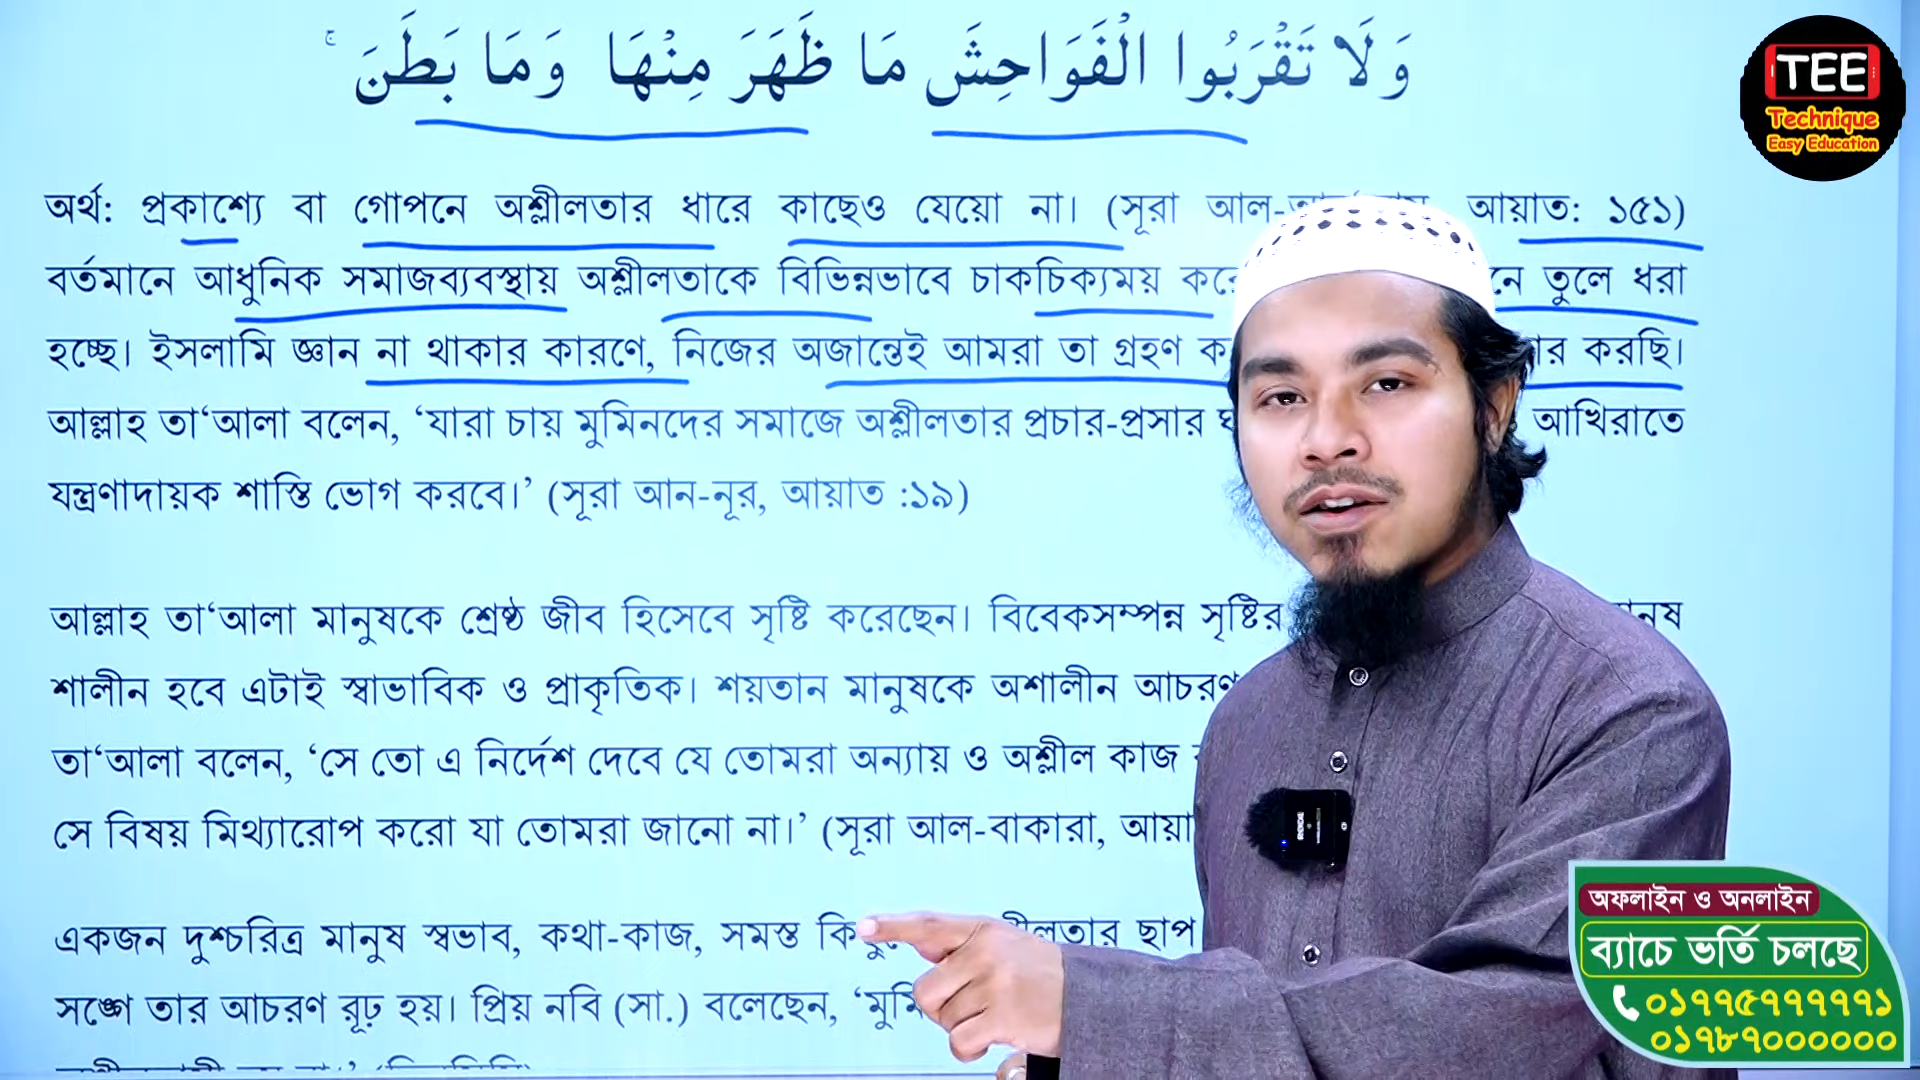 وَلَا تَقْرَبُوا الْفَوَاحِشَ مَا ظَهَرَ مِنْهَا وَمَا بَطَنَ ۚ
TEE
Technique
Easy Education
অর্থ: প্রকাশ্যে বা গোপনে অশ্লীলতার ধারে কাছেও যেয়ো না। (সূরা আয়াত: ১৫১)
বর্তমানে আধুনিক সমাজব্যবস্থায় অশ্লীলতাকে বিভিন্নভাবে চাকচিক্যময় তুলে ধরা
হচ্ছে। ইসলামি জ্ঞান না থাকার কারণে, নিজের অজান্তেই আমরা তা গ্রহণ করছি।
আল্লাহ তা‘আলা বলেন, ‘যারা চায় মুমিনদের সমাজে অশ্লীলতার প্রচার-প্রসার আখিরাতে
যন্ত্রণাদায়ক শাস্তি ভোগ করবে।’ (সূরা আন-নূর, আয়াত :১৯)
আল্লাহ তা‘আলা মানুষকে শ্রেষ্ঠ জীব হিসেবে সৃষ্টি করেছেন। বিবেকসম্পন্ন সৃষ্টির
শালীন হবে এটাই স্বাভাবিক ও প্রাকৃতিক। শয়তান মানুষকে অশালীন আচরণ
তা‘আলা বলেন, ‘সে তো এ নির্দেশ দেবে যে তোমরা অন্যায় ও অশ্লীল কাজ
সে বিষয় মিথ্যারোপ করো যা তোমরা জানো না।’ (সূরা আল-বাকারা,
একজন দুশ্চরিত্র মানুষ স্বভাব, কথা-কাজ, সমস্ত ছাপ
সঙ্গে তার আচরণ রূঢ় হয়। প্রিয় নবি (সা.) বলেছেন,
RODE
অফলাইন ও অনলাইন
ব্যাচে ভর্তি চলছে
০১৭৭৫৭৭৭৭৭১
০১৭৮৭০০০০০০